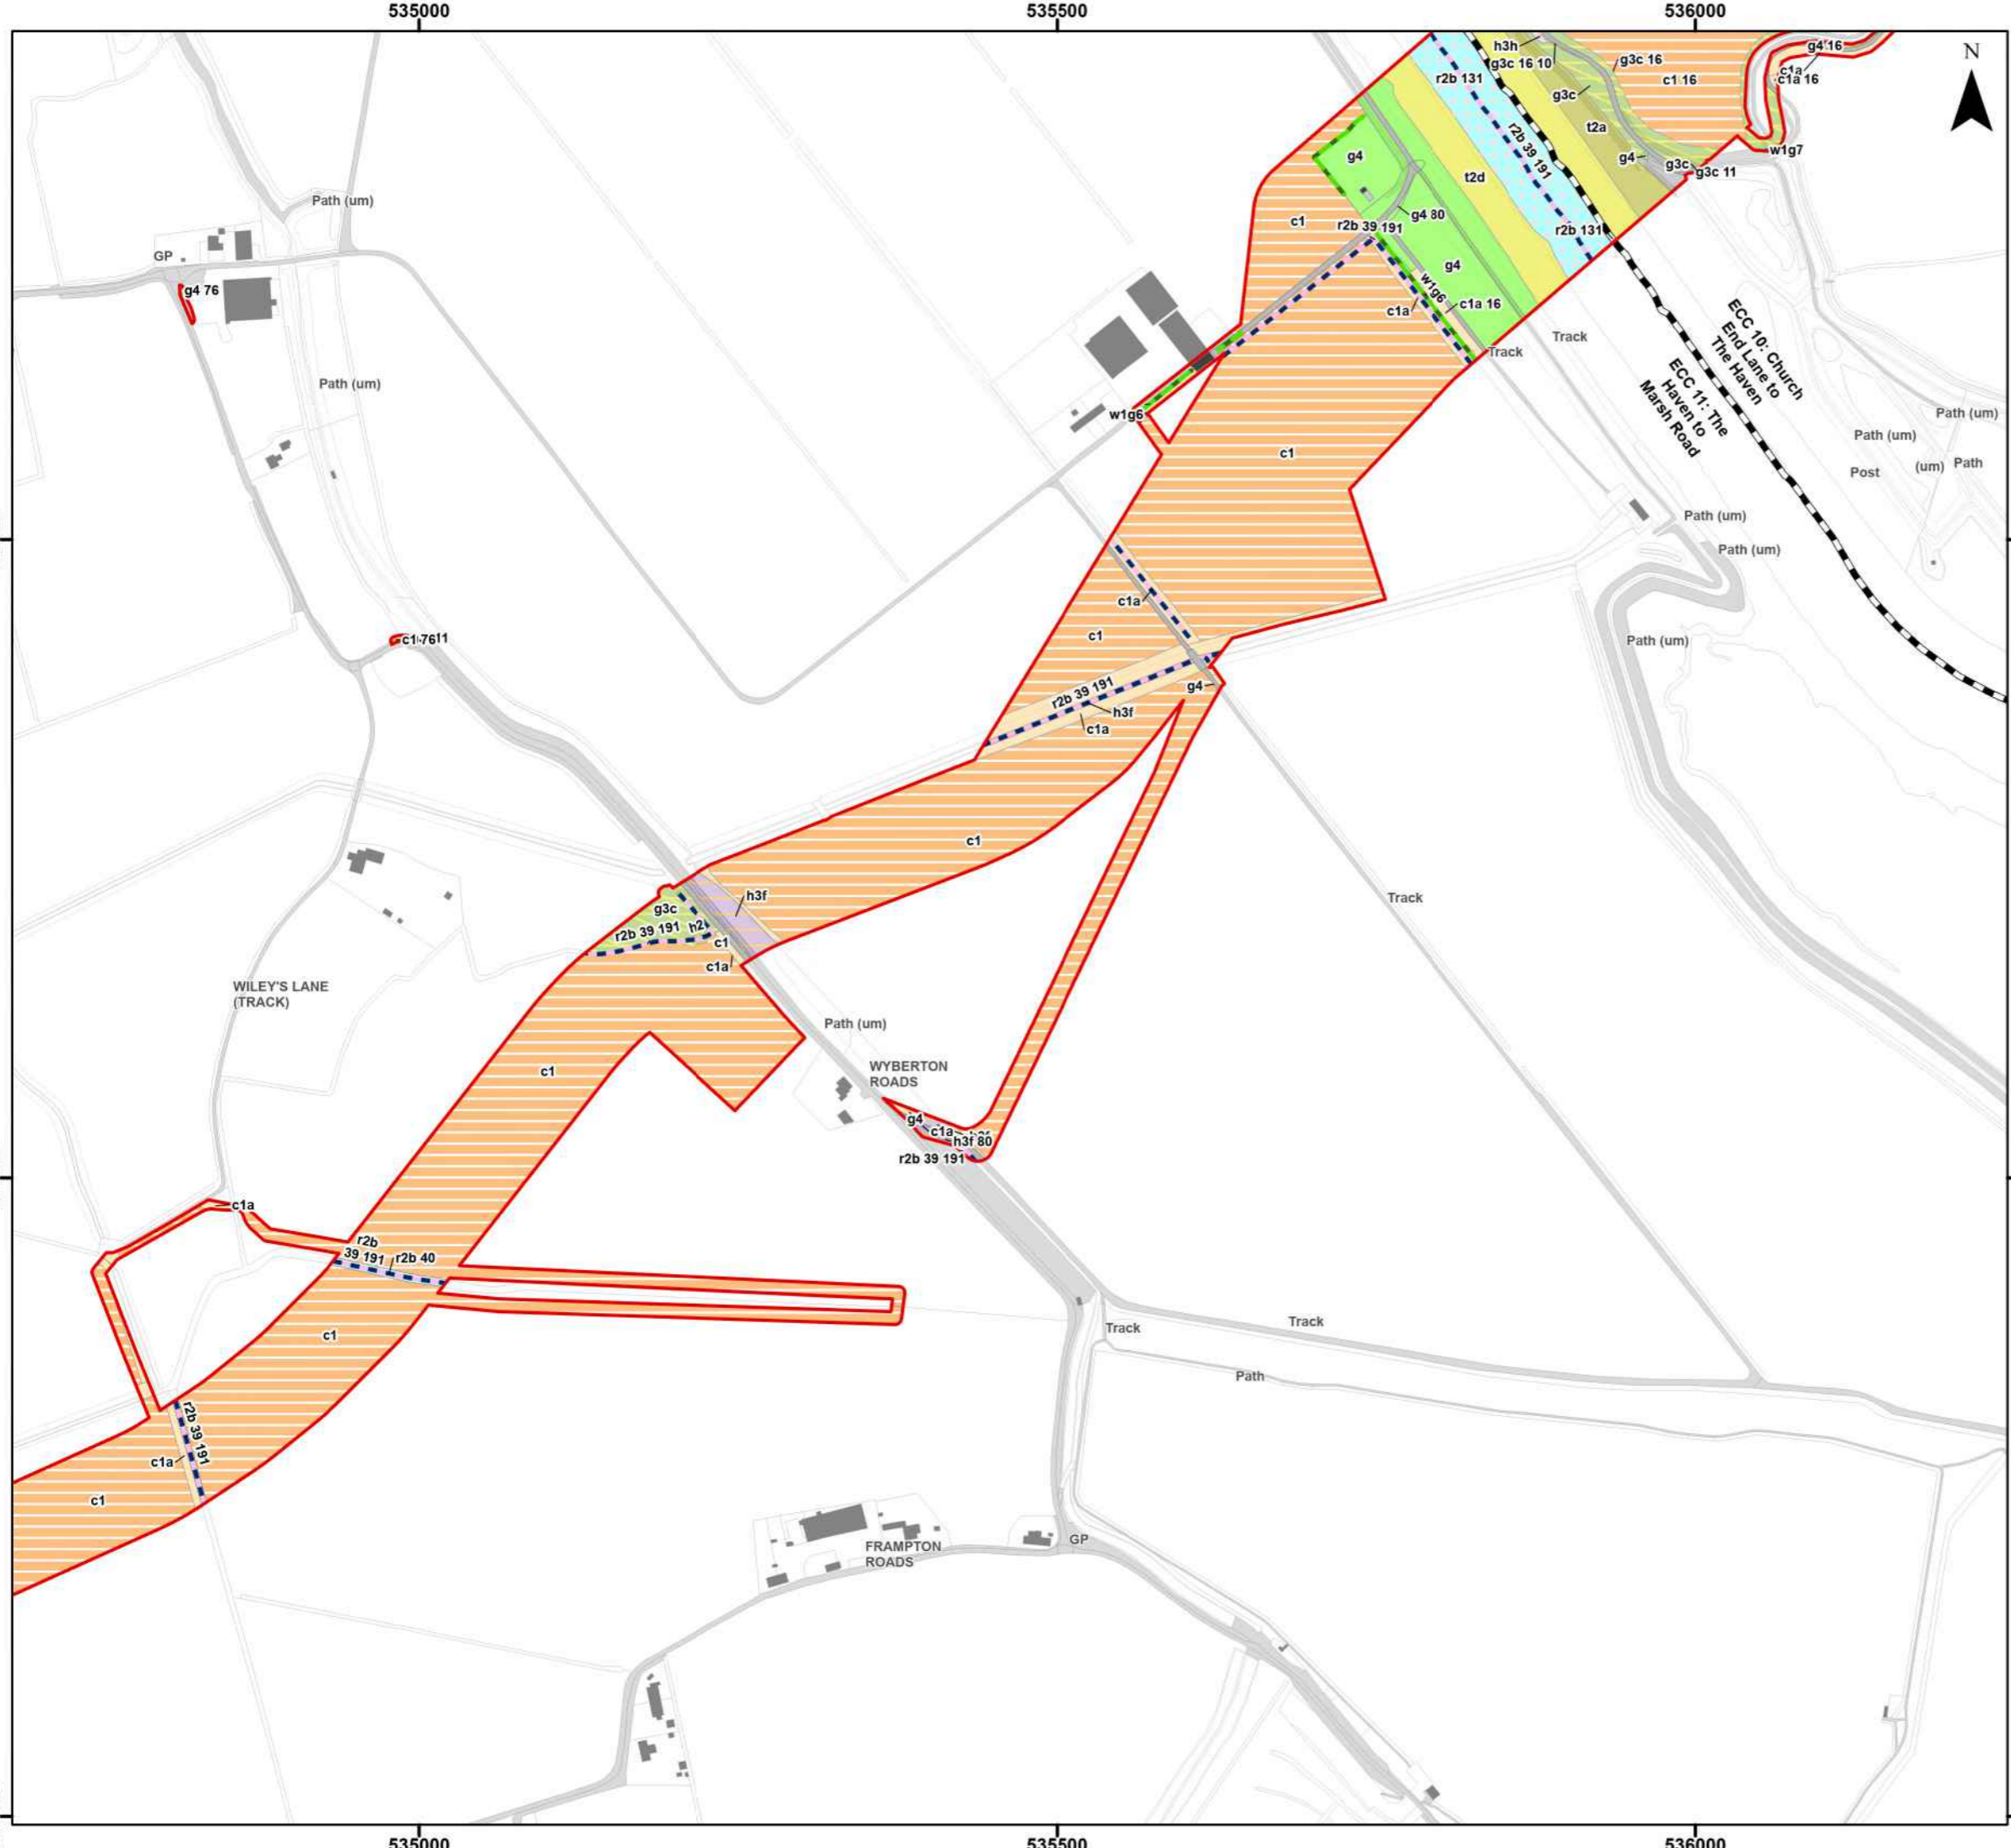 535000
535500
536000
N
h3h
g3c 16 10
g3c 16
c1 16
g4 16
c1a
c1a 16
r2b 131
g3c
t2a
g4
g3c
g3c 11
w1g7
r2b 39 191
g4
t2d
Path (um)
c1
r2b 39 191
g4 80
r2b 131
GP
g4
g4 76
w1g6
c1a
c1a 16
Track
Track
ECC 10: Church
End Lane to
The Haven
ECC 11: The
Haven to
Marsh Road
Path (um)
w1g6
Path (um)
Path (um)
c1
Post
(um)
Path
Path (um)
Path (um)
c1a
c1
c1 7611
Path (um)
r2b 39 191
g4
h3f
c1a
c1
h3f
Track
g3c
r2b 39 191
c1
c1a
WILEY'S LANE
(TRACK)
Path (um)
c1
WYBERTON
ROADS
g4
c1a
h3f 80
r2b 39 191
c1a
r2b
39 191
r2b 40
c1
Track
Track
Path
r2b 39 191
c1a
c1
FRAMPTON
ROADS
GP
535000
535500
536000